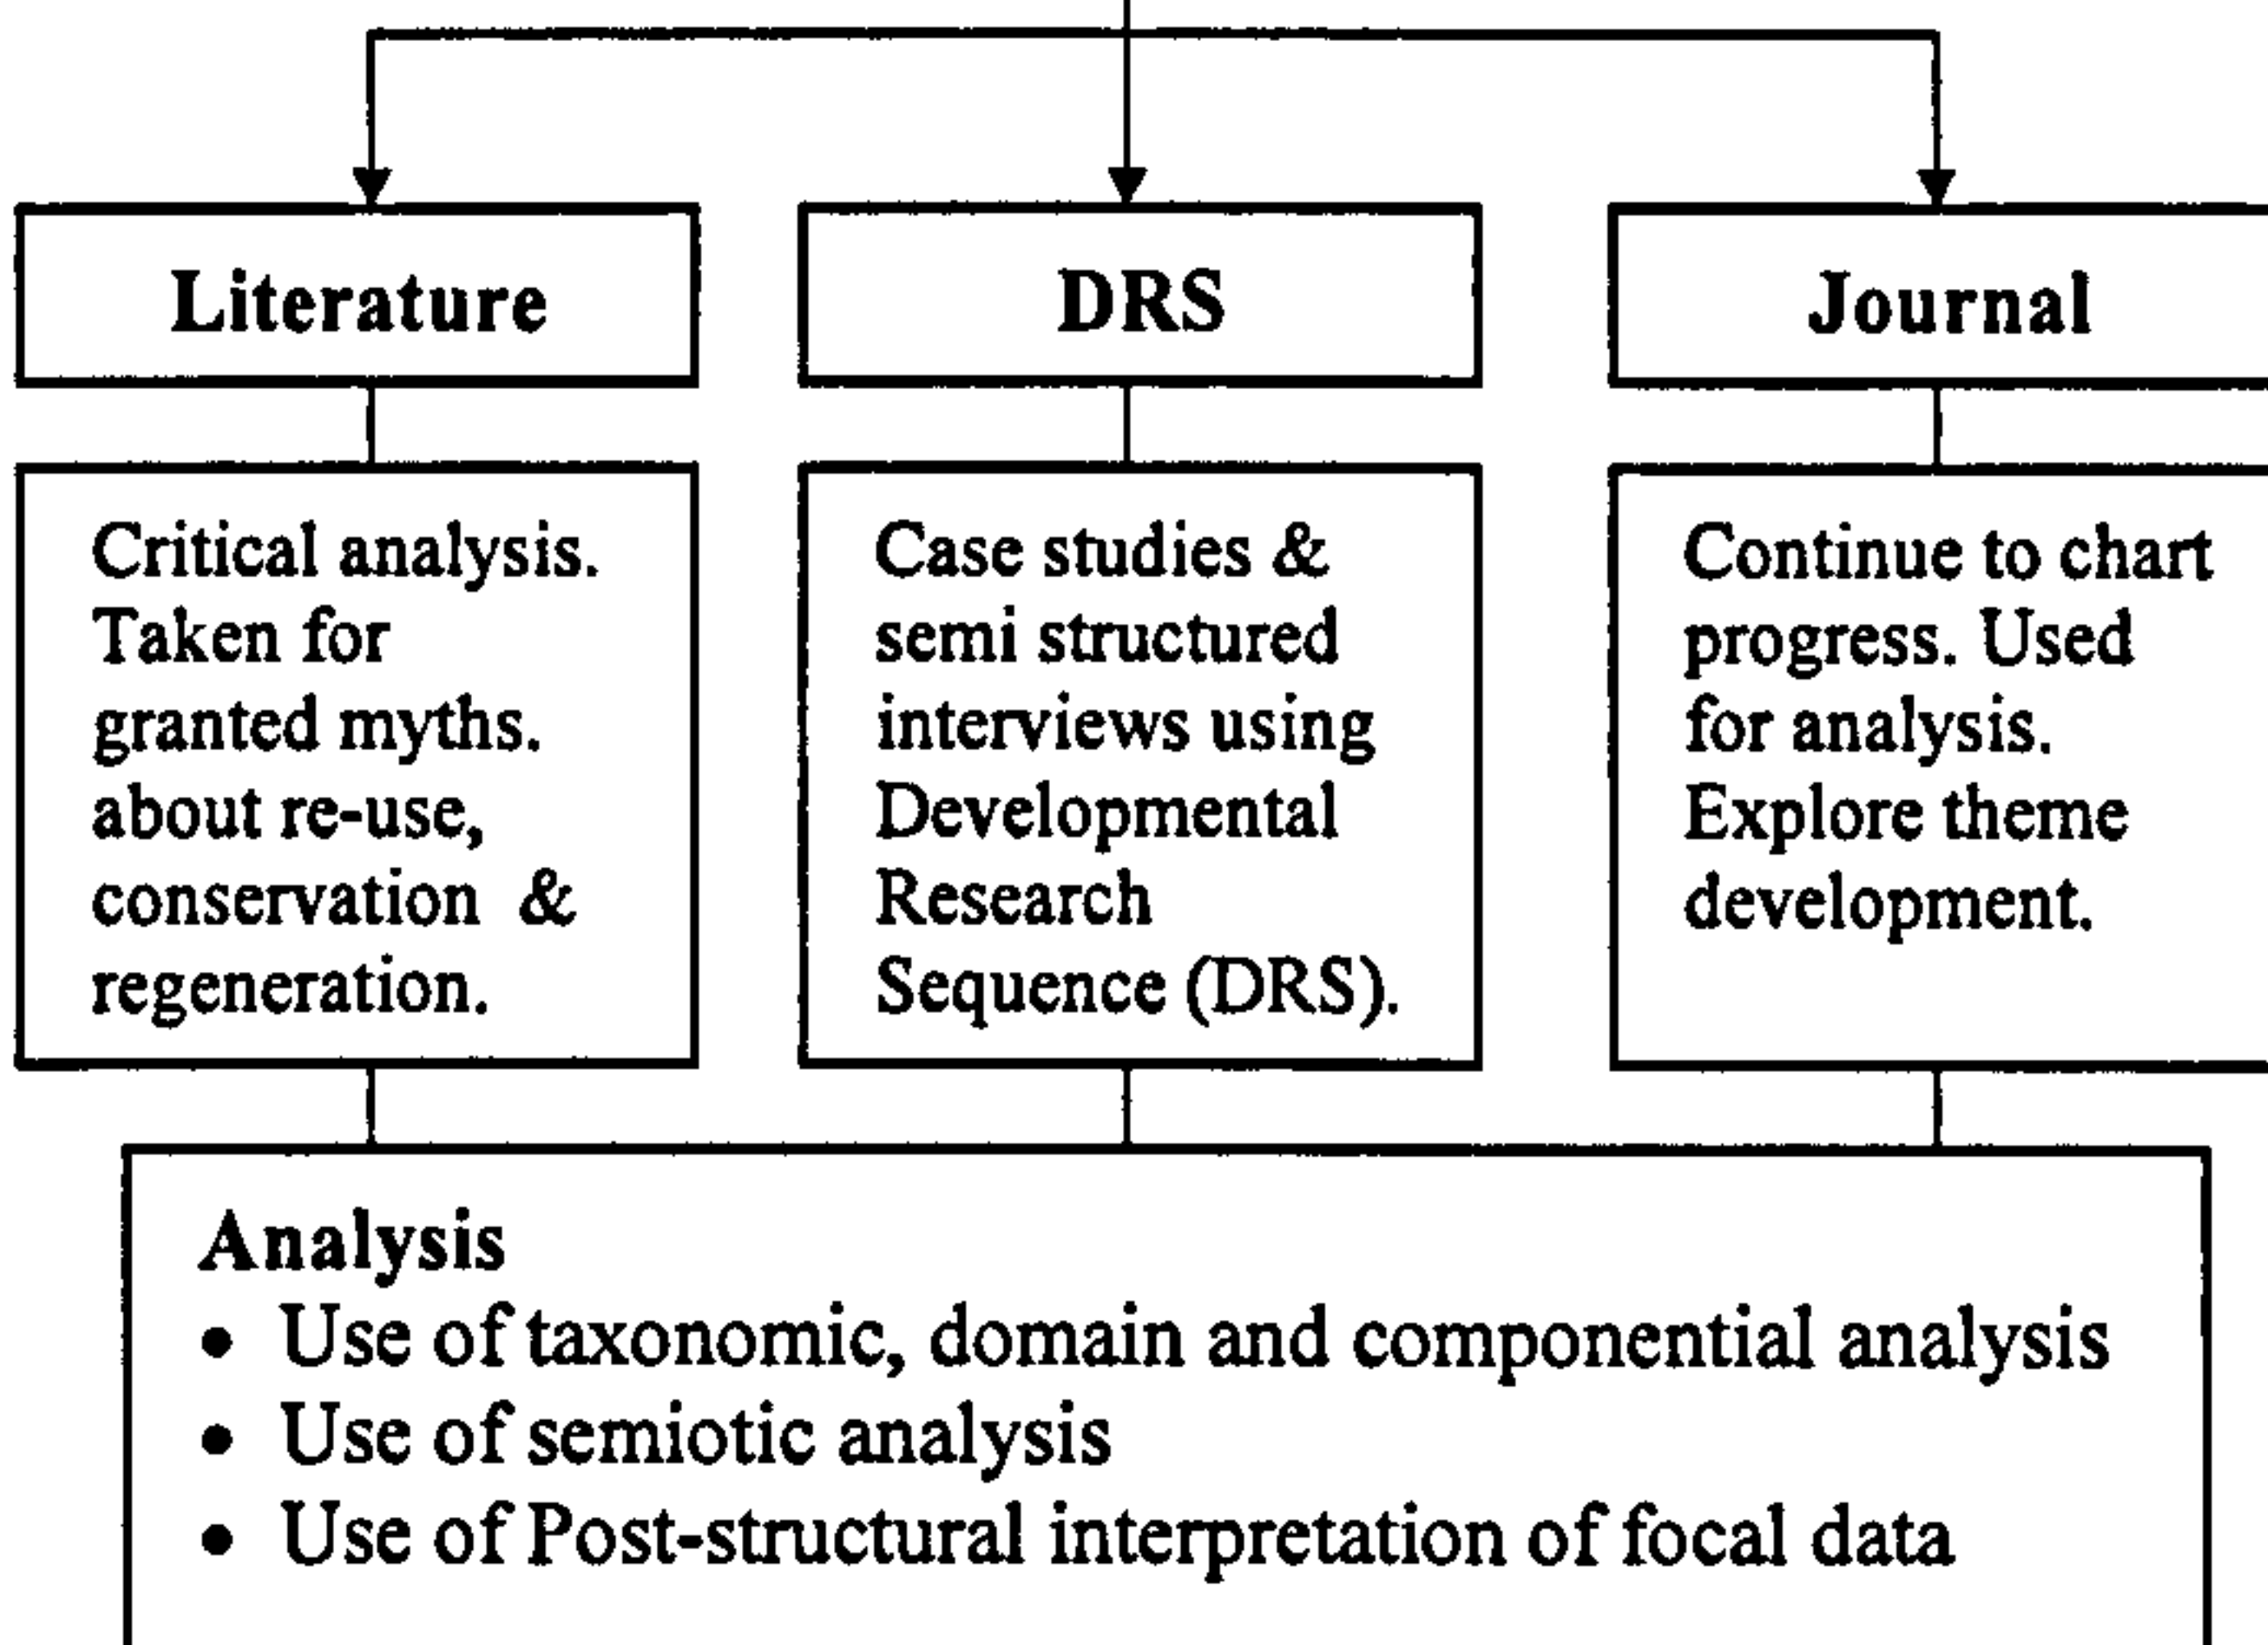 Literature
DRS
Journal
Critical analysis.
Taken for
granted myths.
about re-use,
conservation &
regeneration.
Case studies &
semi structured
interviews using
Developmental
Research
Sequence (DRS).
Continue to chart
progress. Used
for analysis.
Explore theme
development.
Analysis
• Use of taxonomic, domain and componential analysis
• Use of semiotic analysis
• Use of Post-structural interpretation of focal data